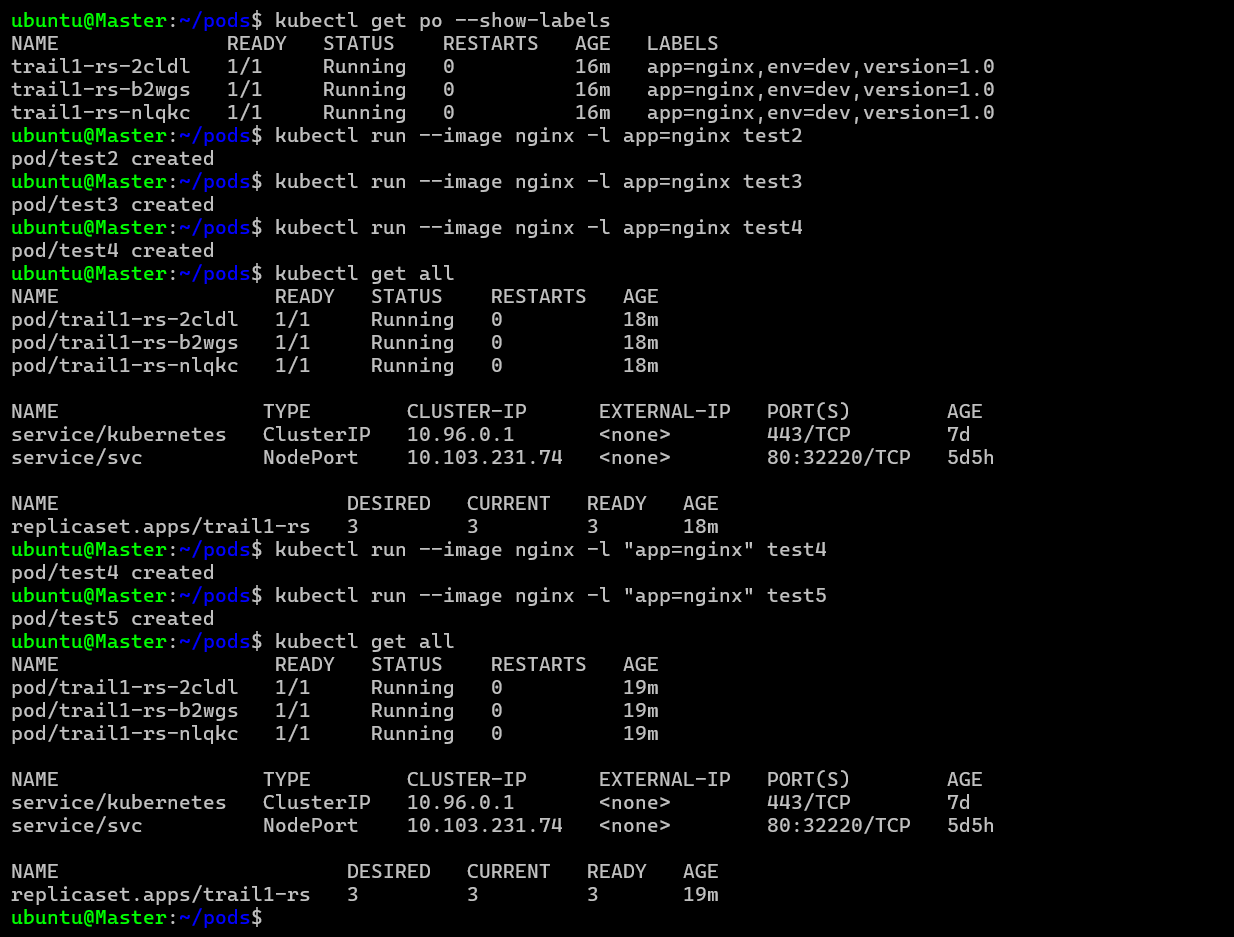 ubuntu@Master:~/pods$ kubectl get po --show-labels
NAME              READY   STATUS    RESTARTS   AGE   LABELS
trail1-rs-2cldl   1/1     Running   0          16m   app=nginx,env=dev,version=1.0
trail1-rs-b2wgs   1/1     Running   0          16m   app=nginx,env=dev,version=1.0
trail1-rs-nlqkc   1/1     Running   0          16m   app=nginx,env=dev,version=1.0
ubuntu@Master:~/pods$ kubectl run --image nginx -l app=nginx test2
pod/test2 created
ubuntu@Master:~/pods$ kubectl run --image nginx -l app=nginx test3
pod/test3 created
ubuntu@Master:~/pods$ kubectl run --image nginx -l app=nginx test4
pod/test4 created
ubuntu@Master:~/pods$ kubectl get all
NAME                  READY   STATUS    RESTARTS   AGE
pod/trail1-rs-2cldl   1/1     Running   0          18m
pod/trail1-rs-b2wgs   1/1     Running   0          18m
pod/trail1-rs-nlqkc   1/1     Running   0          18m

NAME                 TYPE        CLUSTER-IP      EXTERNAL-IP   PORT(S)        AGE
service/kubernetes   ClusterIP   10.96.0.1       <none>        443/TCP        7d
service/svc          NodePort    10.103.231.74   <none>        80:32220/TCP   5d5h

NAME                        DESIRED   CURRENT   READY   AGE
replicaset.apps/trail1-rs   3         3         3       18m
ubuntu@Master:~/pods$ kubectl run --image nginx -l "app=nginx" test4
pod/test4 created
ubuntu@Master:~/pods$ kubectl run --image nginx -l "app=nginx" test5
pod/test5 created
ubuntu@Master:~/pods$ kubectl get all
NAME                  READY   STATUS    RESTARTS   AGE
pod/trail1-rs-2cldl   1/1     Running   0          19m
pod/trail1-rs-b2wgs   1/1     Running   0          19m
pod/trail1-rs-nlqkc   1/1     Running   0          19m

NAME                 TYPE        CLUSTER-IP      EXTERNAL-IP   PORT(S)        AGE
service/kubernetes   ClusterIP   10.96.0.1       <none>        443/TCP        7d
service/svc          NodePort    10.103.231.74   <none>        80:32220/TCP   5d5h

NAME                        DESIRED   CURRENT   READY   AGE
replicaset.apps/trail1-rs   3         3         3       19m
ubuntu@Master:~/pods$